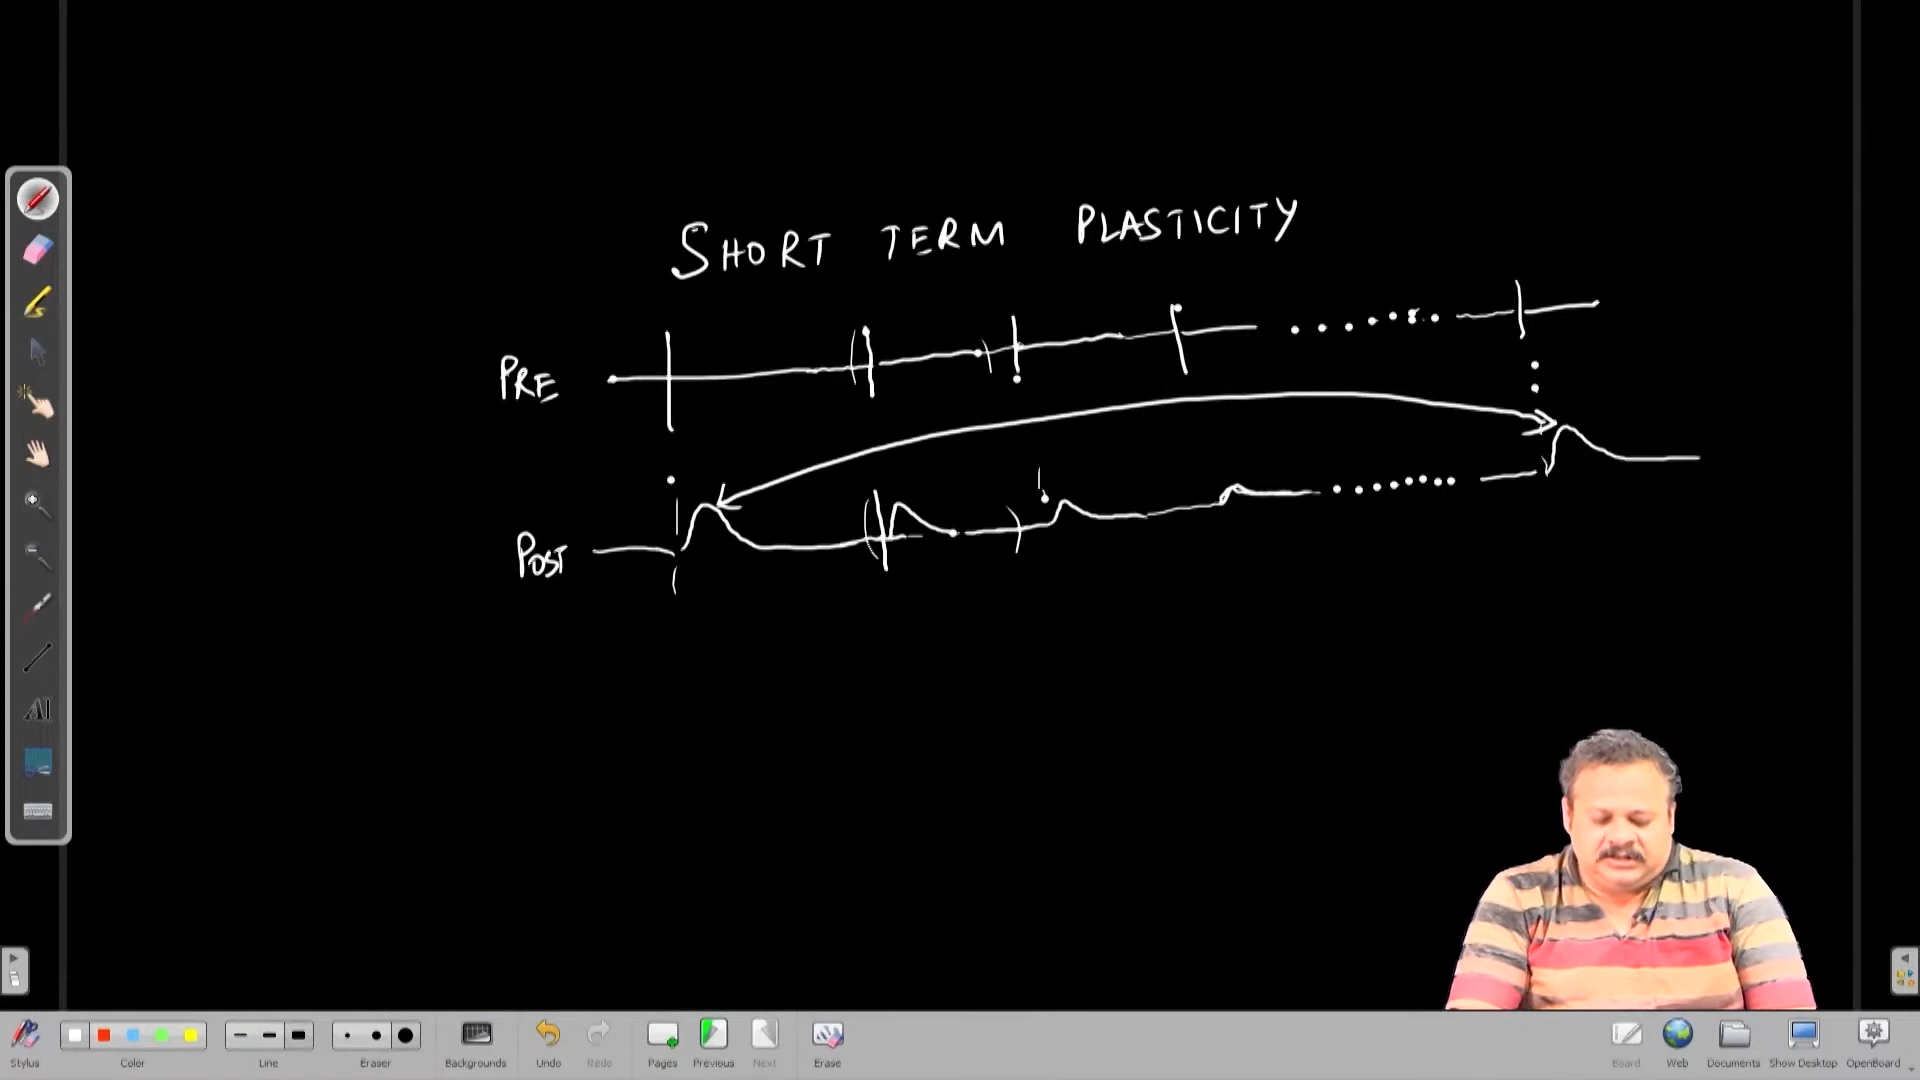 SHORT TERM PLASTICITY
PRE
POST
Stylus
Color
Line
Eraser
Backgrounds
Undo
Redo
Pages
Previous
Next
Erase
Board
Web
Documents
Show Desktop
OpenBoard